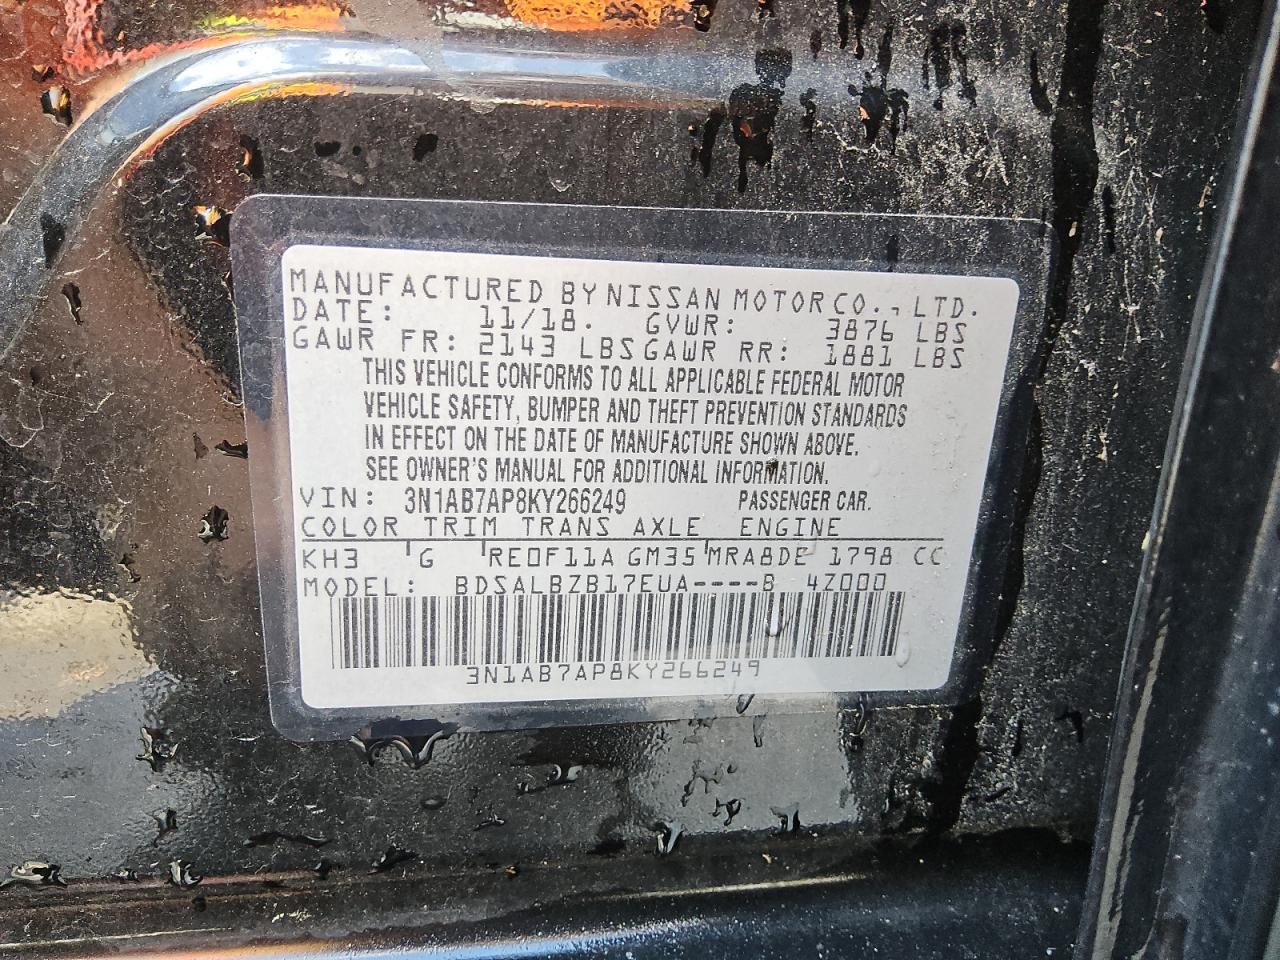 MANUFACTURED BY NISSAN MOTOR CO., LTD.
DATE: 11/18. GVWR: 3876 LBS
GAWR FR: 2143 LBS GAWR RR: 1881 LBS
THIS VEHICLE CONFORMS TO ALL APPLICABLE FEDERAL MOTOR
VEHICLE SAFETY, BUMPER AND THEFT PREVENTION STANDARDS
IN EFFECT ON THE DATE OF MANUFACTURE SHOWN ABOVE.
SEE OWNER'S MANUAL FOR ADDITIONAL INFORMATION.
VIN: 3N1AB7AP8KY266249 PASSENGER CAR.
COLOR TRIM TRANS AXLE ENGINE
KH3 G RE0F11A GM35 MRA8DE 1798 CC
MODEL: BDSALBZB17EUA----B 4Z000
3N1AB7AP8KY266249